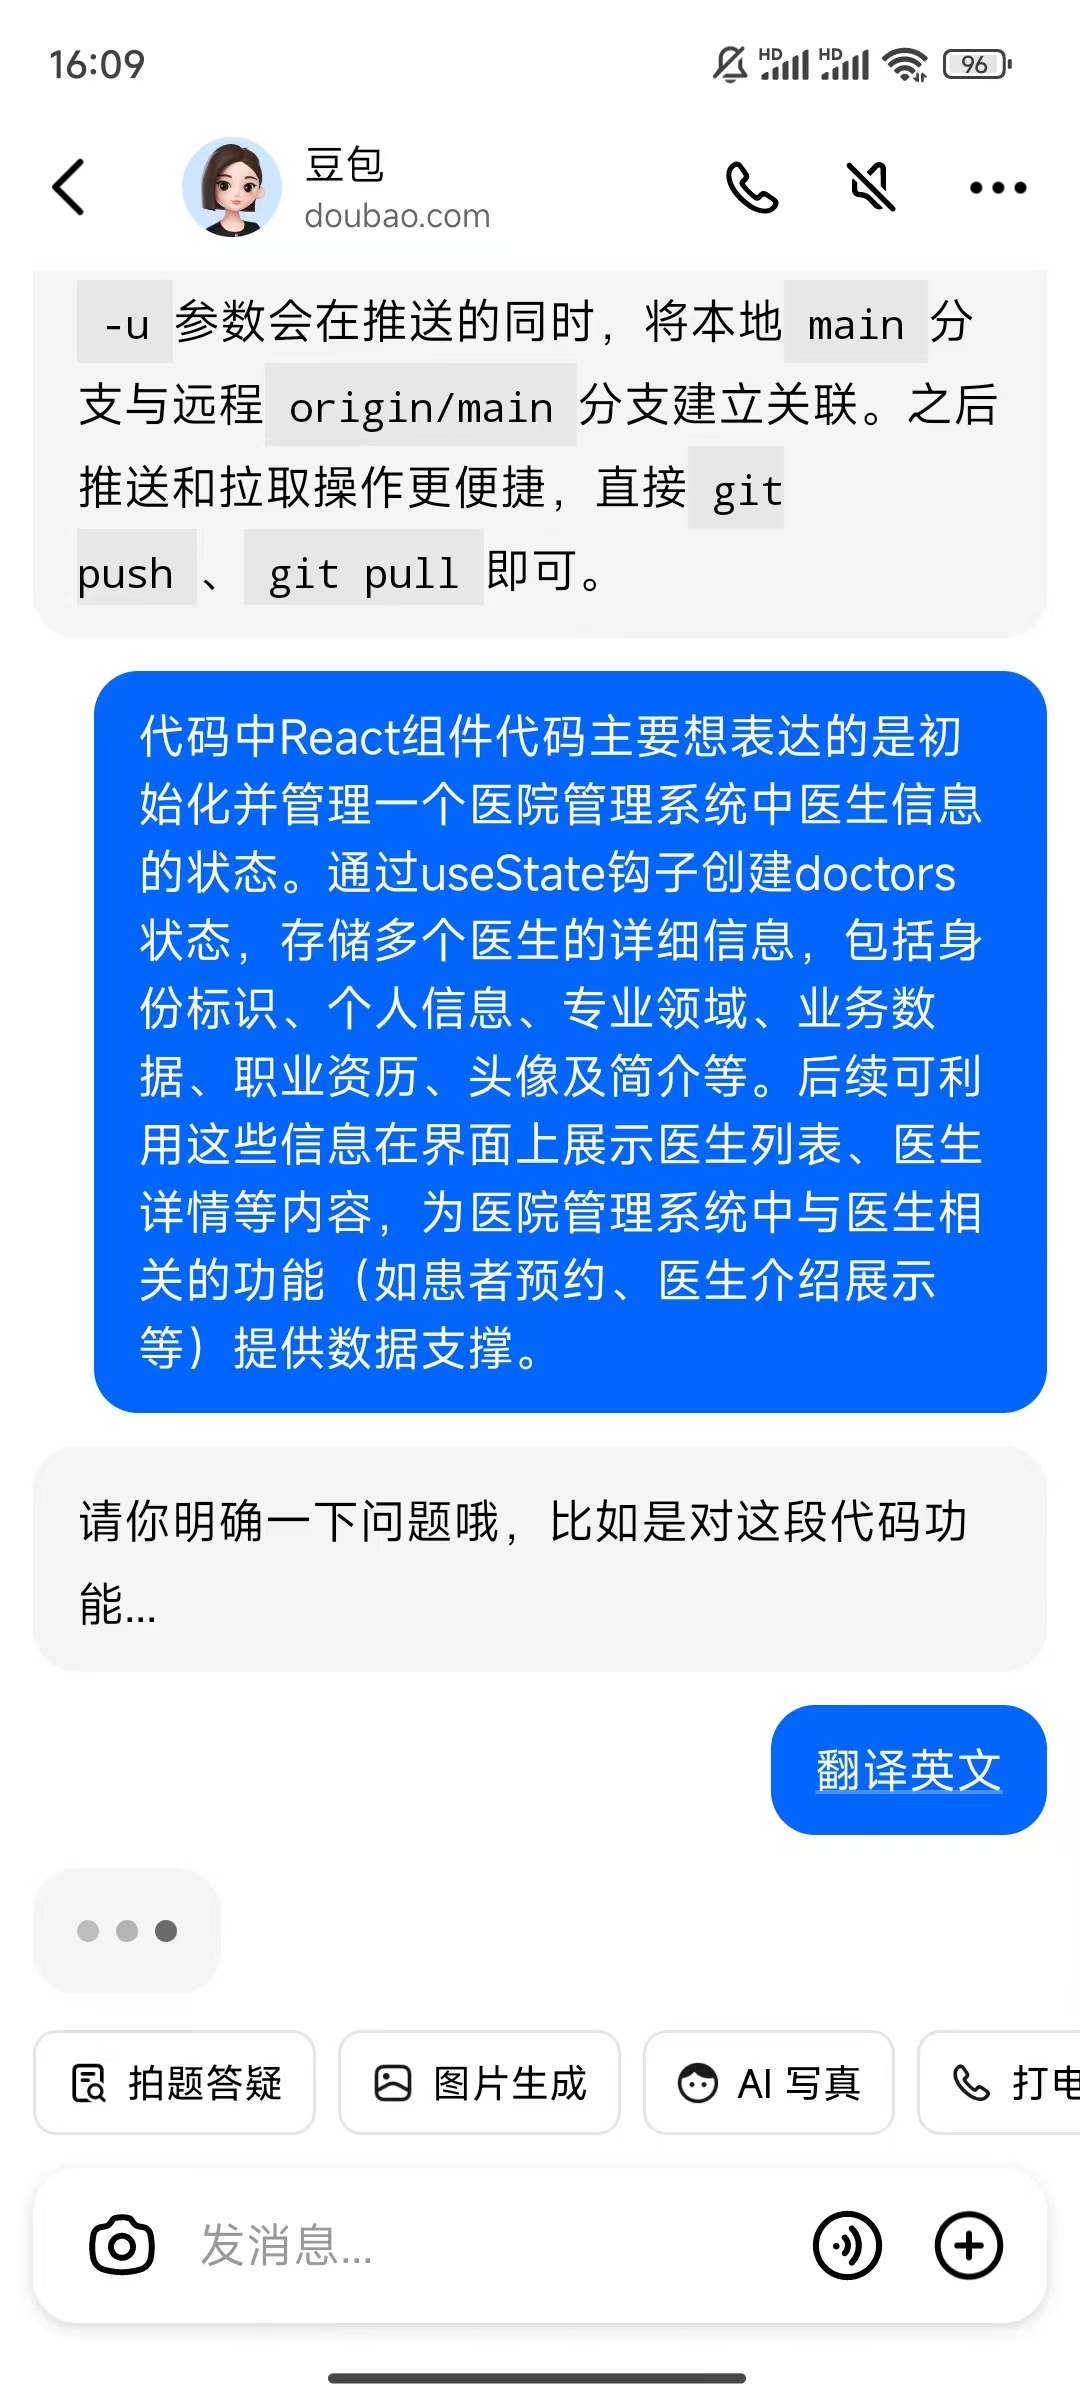 16:09
HD HD 96
豆包
doubao.com
-u 参数会在推送的同时，将本地 main 分
支与远程 origin/main 分支建立关联。之后
推送和拉取操作更便捷，直接 git
push 、 git pull 即可。
代码中React组件代码主要想表达的是初
始化并管理一个医院管理系统中医生信息
的状态。通过useState钩子创建doctors
状态，存储多个医生的详细信息，包括身
份标识、个人信息、专业领域、业务数
据、职业资历、头像及简介等。后续可利
用这些信息在界面上展示医生列表、医生
详情等内容，为医院管理系统中与医生相
关的功能（如患者预约、医生介绍展示
等）提供数据支撑。
请你明确一下问题哦，比如是对这段代码功
能...
翻译英文
拍题答疑 图片生成 AI 写真 打电
发消息...